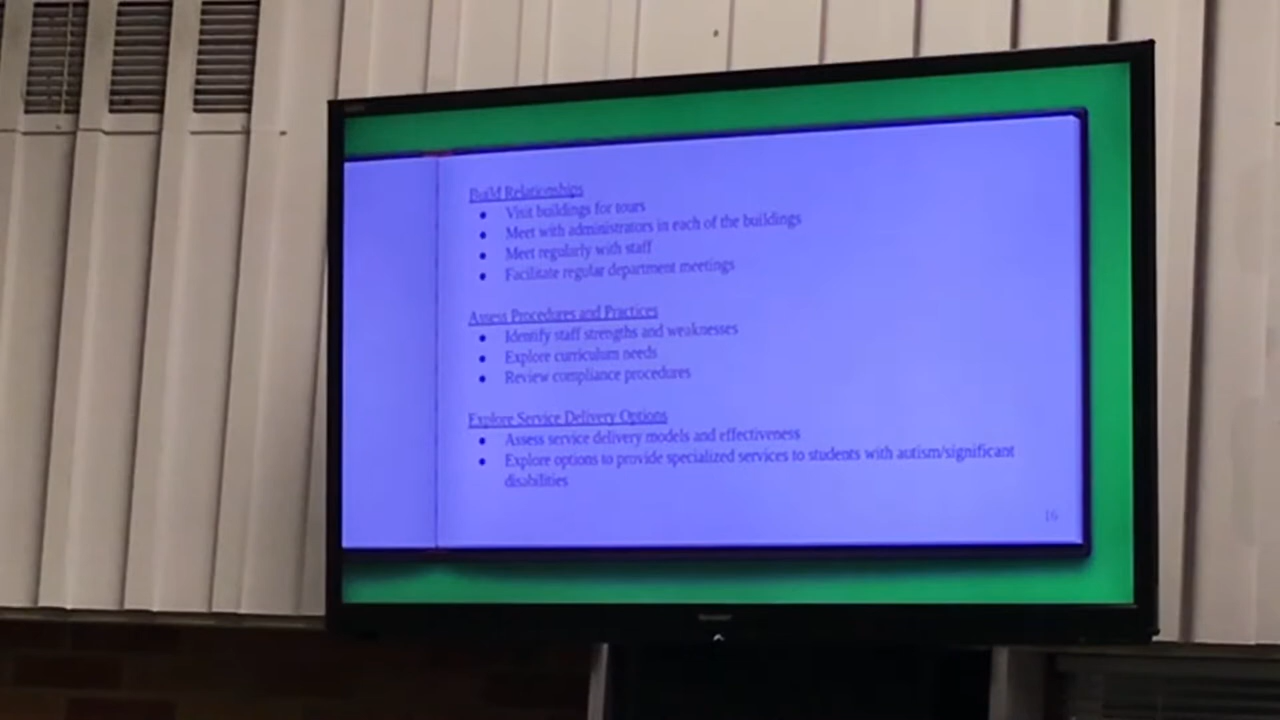 Build Relationships
● Visit buildings for tours
● Meet with administrators in each of the buildings
● Meet regularly with staff
● Facilitate regular department meetings
Assess Procedures and Practices
● Identify staff strengths and weaknesses
● Explore curriculum needs
● Review compliance procedures
Explore Service Delivery Options
● Assess service delivery models and effectiveness
● Explore options to provide specialized services to students with autism/significant
disabilities
16